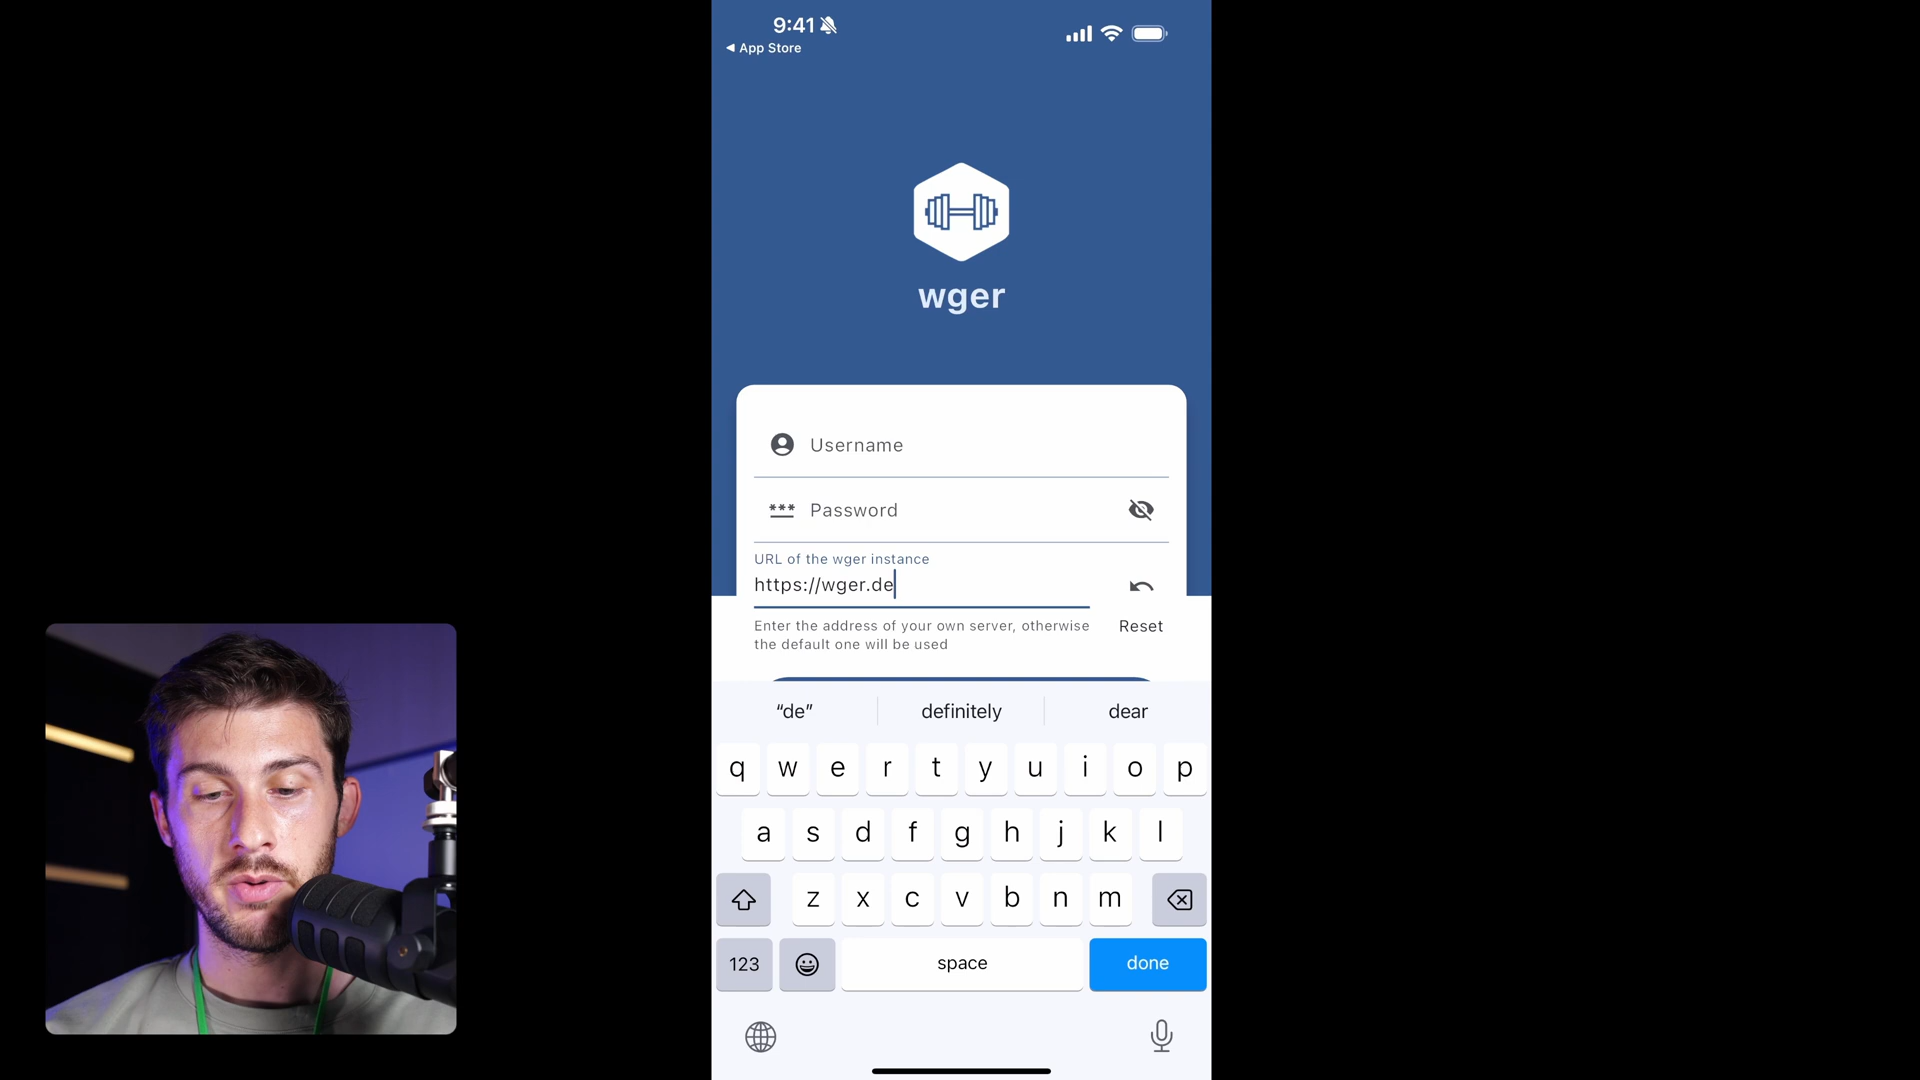 9:41
◀ App Store
wger
Username
*** Password
URL of the wger instance
https://wger.de
Enter the address of your own server, otherwise
the default one will be used
Reset
“de” definitely dear
q w e r t y u i o p
a s d f g h j k l
z x c v b n m
123 space done